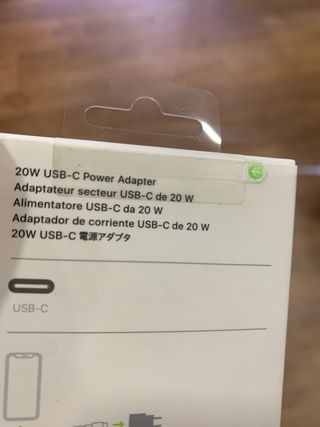 20W USB-C Power Adapter
Adaptateur secteur USB-C de 20 W
Alimentatore USB-C da 20 W
Adaptador de corriente USB-C de 20 W
20W USB-C 電源アダプタ
USB-C